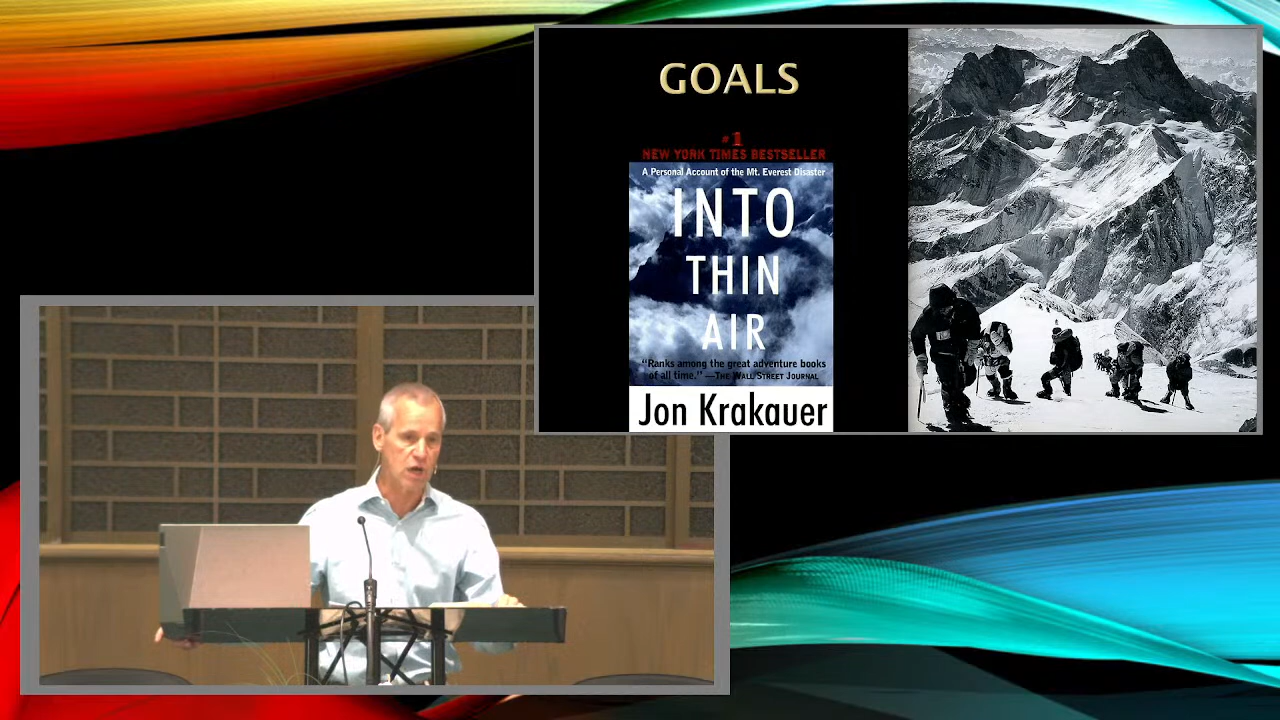 GOALS
#1
NEW YORK TIMES BESTSELLER
A Personal Account of the Mt. Everest Disaster
INTO
THIN
AIR
"Ranks among the great adventure books
of all time." —THE WALL STREET JOURNAL
Jon Krakauer